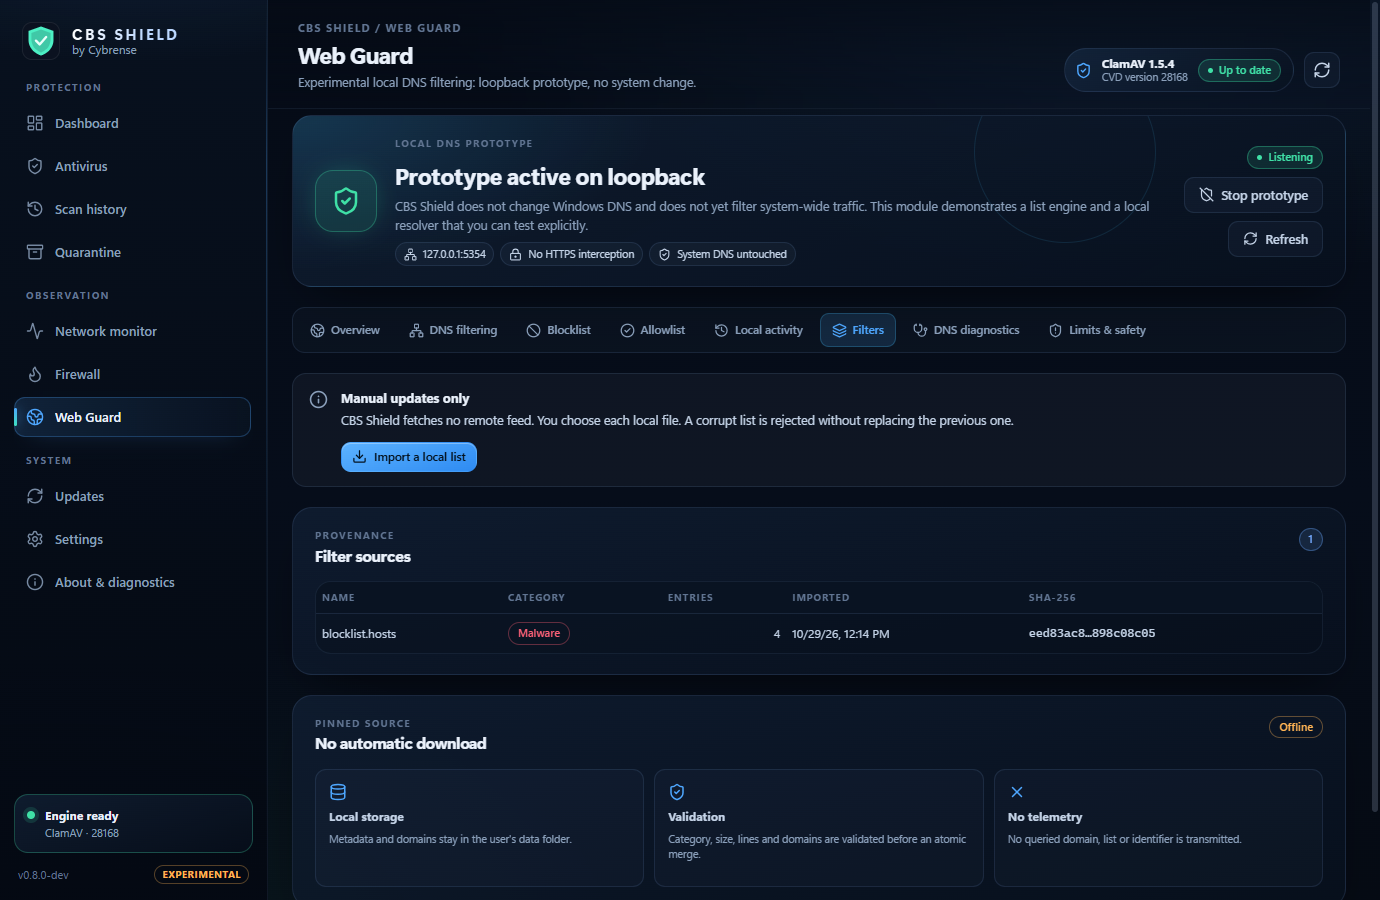 CBS SHIELD
by Cybrense
PROTECTION
Dashboard
Antivirus
Scan history
Quarantine
OBSERVATION
Network monitor
Firewall
Web Guard
SYSTEM
Updates
Settings
About & diagnostics
Engine ready
ClamAV · 28168
v0.8.0-dev
EXPERIMENTAL
CBS SHIELD / WEB GUARD
Web Guard
Experimental local DNS filtering: loopback prototype, no system change.
ClamAV 1.5.4
CVD version 28168
Up to date
LOCAL DNS PROTOTYPE
Prototype active on loopback
CBS Shield does not change Windows DNS and does not yet filter system-wide traffic. This module demonstrates a list engine and a local
resolver that you can test explicitly.
127.0.0.1:5354
No HTTPS interception
System DNS untouched
Listening
Stop prototype
Refresh
Overview
DNS filtering
Blocklist
Allowlist
Local activity
Filters
DNS diagnostics
Limits & safety
Manual updates only
CBS Shield fetches no remote feed. You choose each local file. A corrupt list is rejected without replacing the previous one.
Import a local list
PROVENANCE
Filter sources
1
NAME CATEGORY ENTRIES IMPORTED SHA-256
blocklist.hosts Malware 4 10/29/26, 12:14 PM eed83ac8…898c08c05
PINNED SOURCE
No automatic download
Offline
Local storage
Metadata and domains stay in the user's data folder.
Validation
Category, size, lines and domains are validated before an atomic
merge.
No telemetry
No queried domain, list or identifier is transmitted.